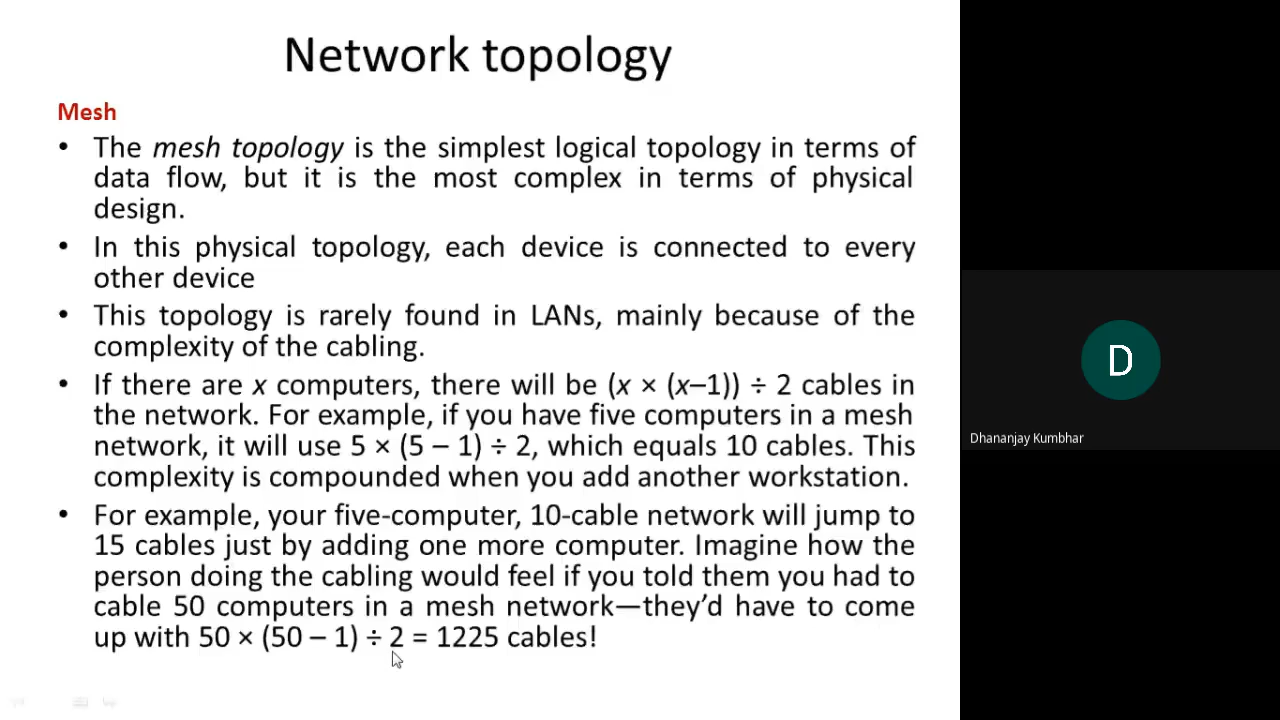 Network topology
Mesh
• The mesh topology is the simplest logical topology in terms of
data flow, but it is the most complex in terms of physical
design.
• In this physical topology, each device is connected to every
other device
• This topology is rarely found in LANs, mainly because of the
complexity of the cabling.
• If there are x computers, there will be (x × (x–1)) ÷ 2 cables in
the network. For example, if you have five computers in a mesh
network, it will use 5 × (5 – 1) ÷ 2, which equals 10 cables. This
complexity is compounded when you add another workstation.
• For example, your five-computer, 10-cable network will jump to
15 cables just by adding one more computer. Imagine how the
person doing the cabling would feel if you told them you had to
cable 50 computers in a mesh network—they’d have to come
up with 50 × (50 – 1) ÷ 2 = 1225 cables!
D
Dhananjay Kumbhar